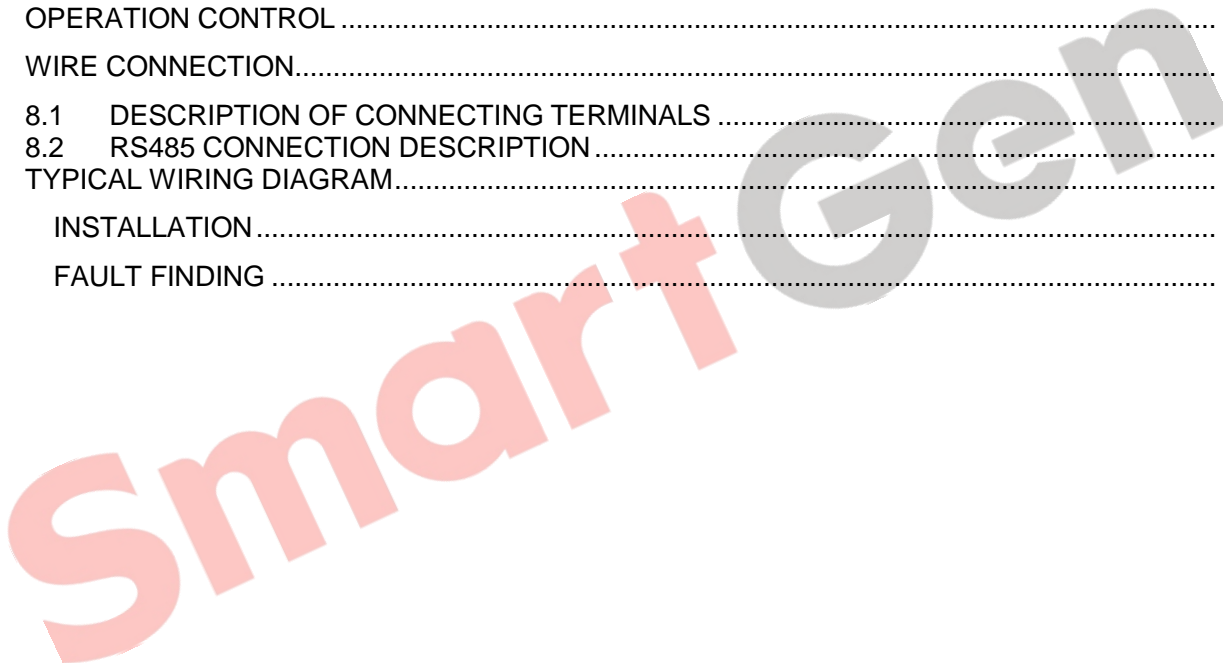 OPERATION CONTROL ................................................................................................
WIRE CONNECTION.....................................................................................................
8.1 DESCRIPTION OF CONNECTING TERMINALS ......................................................
8.2 RS485 CONNECTION DESCRIPTION....................................................................
TYPICAL WIRING DIAGRAM..........................................................................................
INSTALLATION.........................................................................................................
FAULT FINDING .......................................................................................................
SmartGen